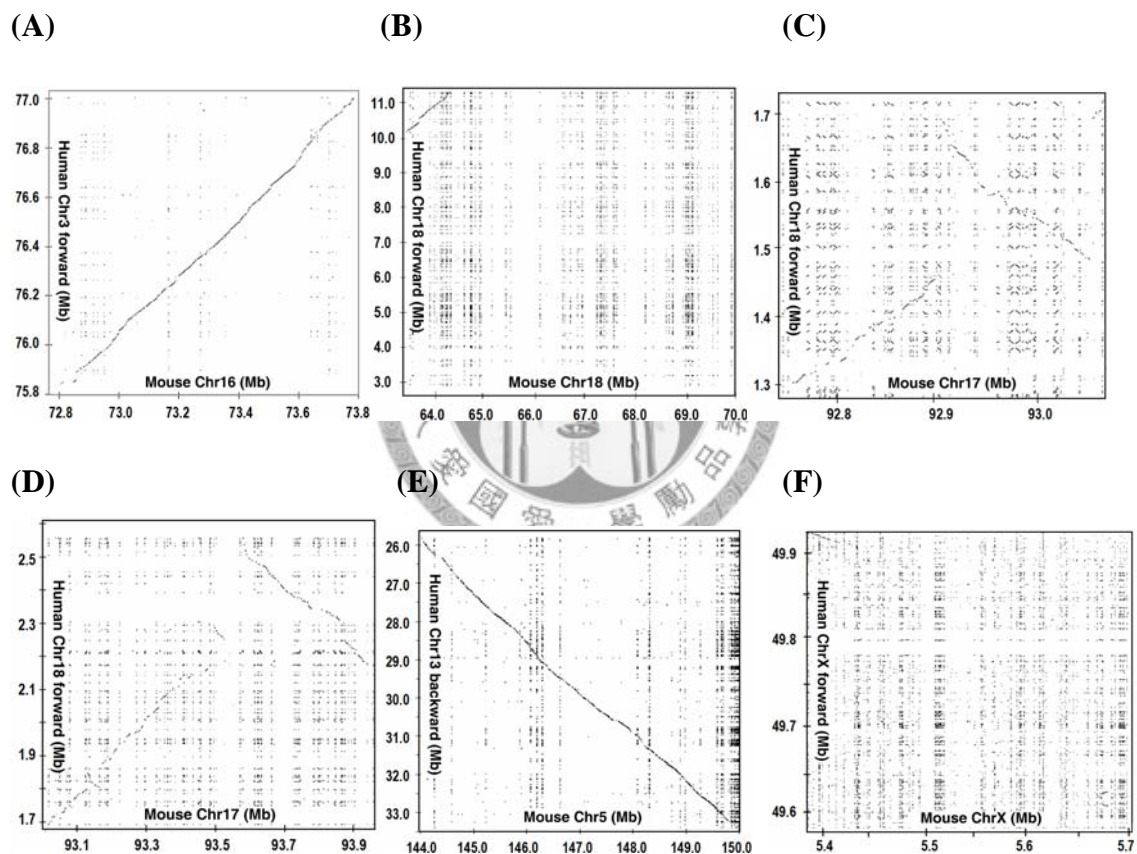 (A)
77.0
76.8
76.6
76.4
76.2
76.0
75.8
Human Chr3 forward (Mb)
Mouse Chr16 (Mb)
72.8 73.0 73.2 73.4 73.6 73.8
(B)
11.0
10.0
9.0
8.0
7.0
6.0
5.0
4.0
3.0
Human Chr18 forward (Mb)
Mouse Chr18 (Mb)
64.0 65.0 66.0 67.0 68.0 69.0 70.0
(C)
1.7
1.6
1.5
1.4
1.3
Human Chr18 forward (Mb)
Mouse Chr17 (Mb)
92.8 92.9 93.0
愛 國 愛 學 勵 品
(D)
2.5
2.3
2.1
1.9
1.7
Human Chr18 forward (Mb)
Mouse Chr17 (Mb)
93.1 93.3 93.5 93.7 93.9
(E)
26.0
27.0
28.0
29.0
30.0
31.0
32.0
33.0
Human Chr13 backward (Mb)
Mouse Chr5 (Mb)
144.0 145.0 146.0 147.0 148.0 149.0 150.0
(F)
49.9
49.8
49.7
49.6
Human ChrX forward (Mb)
Mouse ChrX (Mb)
5.4 5.5 5.6 5.7